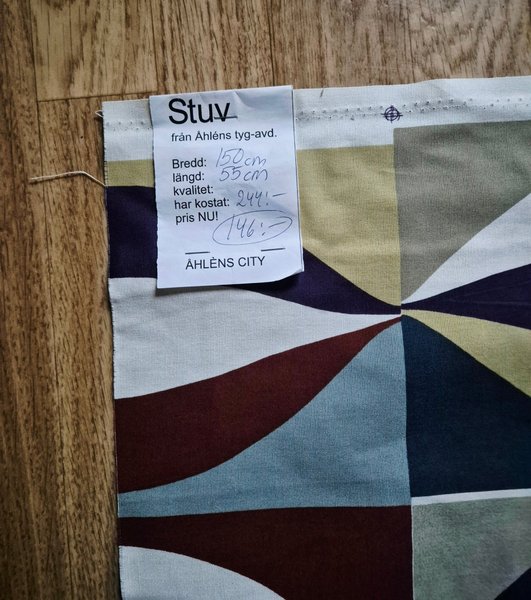 Stuv
från Åhléns tyg-avd.
Bredd: 150 cm
längd: 55 cm
kvalitet:
har kostat: 244:-
pris NU!
146:-
ÅHLÈNS CITY